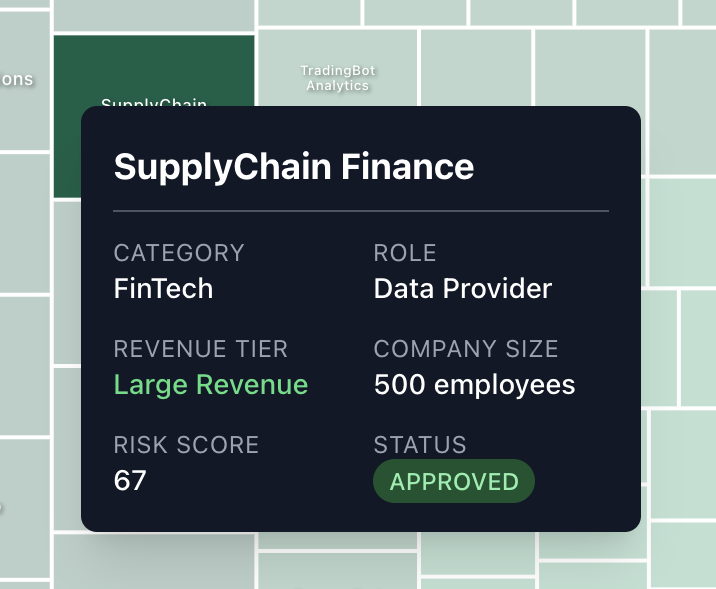 ons
TradingBot
Analytics
SupplyChain
SupplyChain Finance
CATEGORY
ROLE
FinTech
Data Provider
REVENUE TIER
COMPANY SIZE
Large Revenue
500 employees
RISK SCORE
STATUS
67
APPROVED